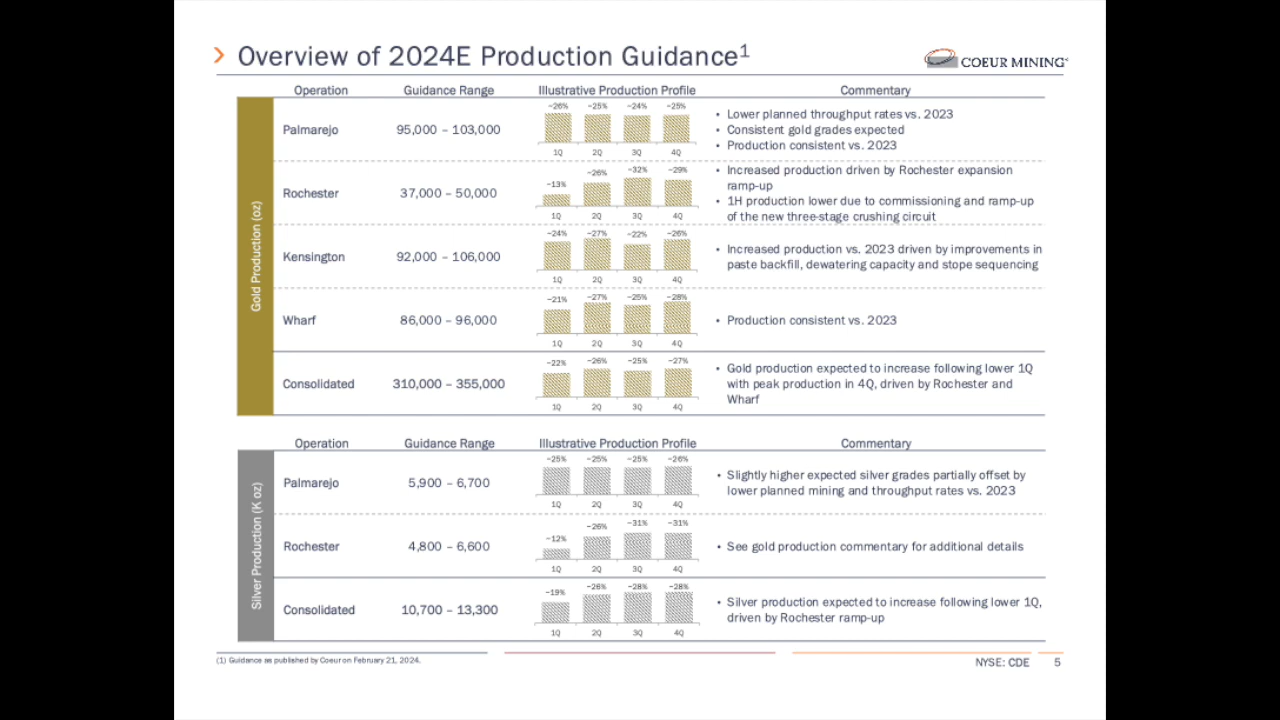 Overview of 2024E Production Guidance1
COEUR MINING
Operation Guidance Range Illustrative Production Profile Commentary
Gold Production (oz)
Palmarejo 95,000 – 103,000
~26% ~25% ~24% ~25%
1Q 2Q 3Q 4Q
• Lower planned throughput rates vs. 2023
• Consistent gold grades expected
• Production consistent vs. 2023
Rochester 37,000 – 50,000
~13% ~26% ~32% ~29%
1Q 2Q 3Q 4Q
• Increased production driven by Rochester expansion
ramp-up
• 1H production lower due to commissioning and ramp-up
of the new three-stage crushing circuit
Kensington 92,000 – 106,000
~24% ~27% ~22% ~26%
1Q 2Q 3Q 4Q
• Increased production vs. 2023 driven by improvements in
paste backfill, dewatering capacity and stope sequencing
Wharf 86,000 – 96,000
~21% ~27% ~25% ~28%
1Q 2Q 3Q 4Q
• Production consistent vs. 2023
Consolidated 310,000 – 355,000
~22% ~26% ~25% ~27%
1Q 2Q 3Q 4Q
• Gold production expected to increase following lower 1Q
with peak production in 4Q, driven by Rochester and
Wharf
Operation Guidance Range Illustrative Production Profile Commentary
Silver Production (K oz)
Palmarejo 5,900 – 6,700
~25% ~25% ~25% ~26%
1Q 2Q 3Q 4Q
• Slightly higher expected silver grades partially offset by
lower planned mining and throughput rates vs. 2023
Rochester 4,800 – 6,600
~12% ~26% ~31% ~31%
1Q 2Q 3Q 4Q
• See gold production commentary for additional details
Consolidated 10,700 – 13,300
~19% ~26% ~28% ~28%
1Q 2Q 3Q 4Q
• Silver production expected to increase following lower 1Q,
driven by Rochester ramp-up
(1) Guidance as published by Coeur on February 21, 2024.
NYSE: CDE 5